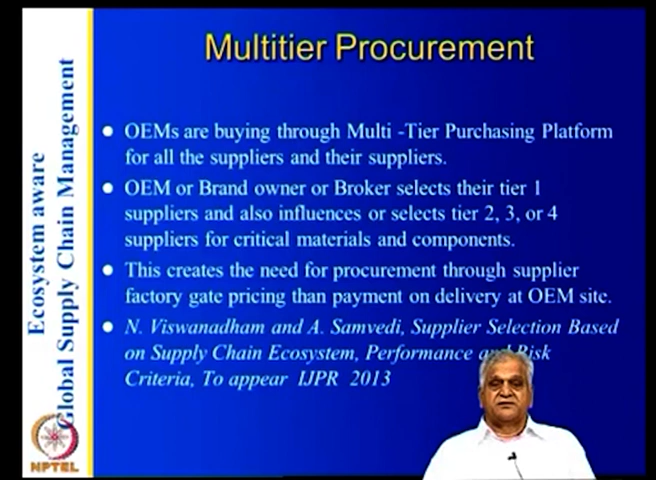 Multitier Procurement
Ecosystem aware
Global Supply Chain Management
OEMs are buying through Multi -Tier Purchasing Platform
for all the suppliers and their suppliers.
OEM or Brand owner or Broker selects their tier 1
suppliers and also influences or selects tier 2, 3, or 4
suppliers for critical materials and components.
This creates the need for procurement through supplier
factory gate pricing than payment on delivery at OEM site.
N. Viswanadham and A. Samvedi, Supplier Selection Based
on Supply Chain Ecosystem, Performance and Risk
Criteria, To appear IJPR 2013
NPTEL